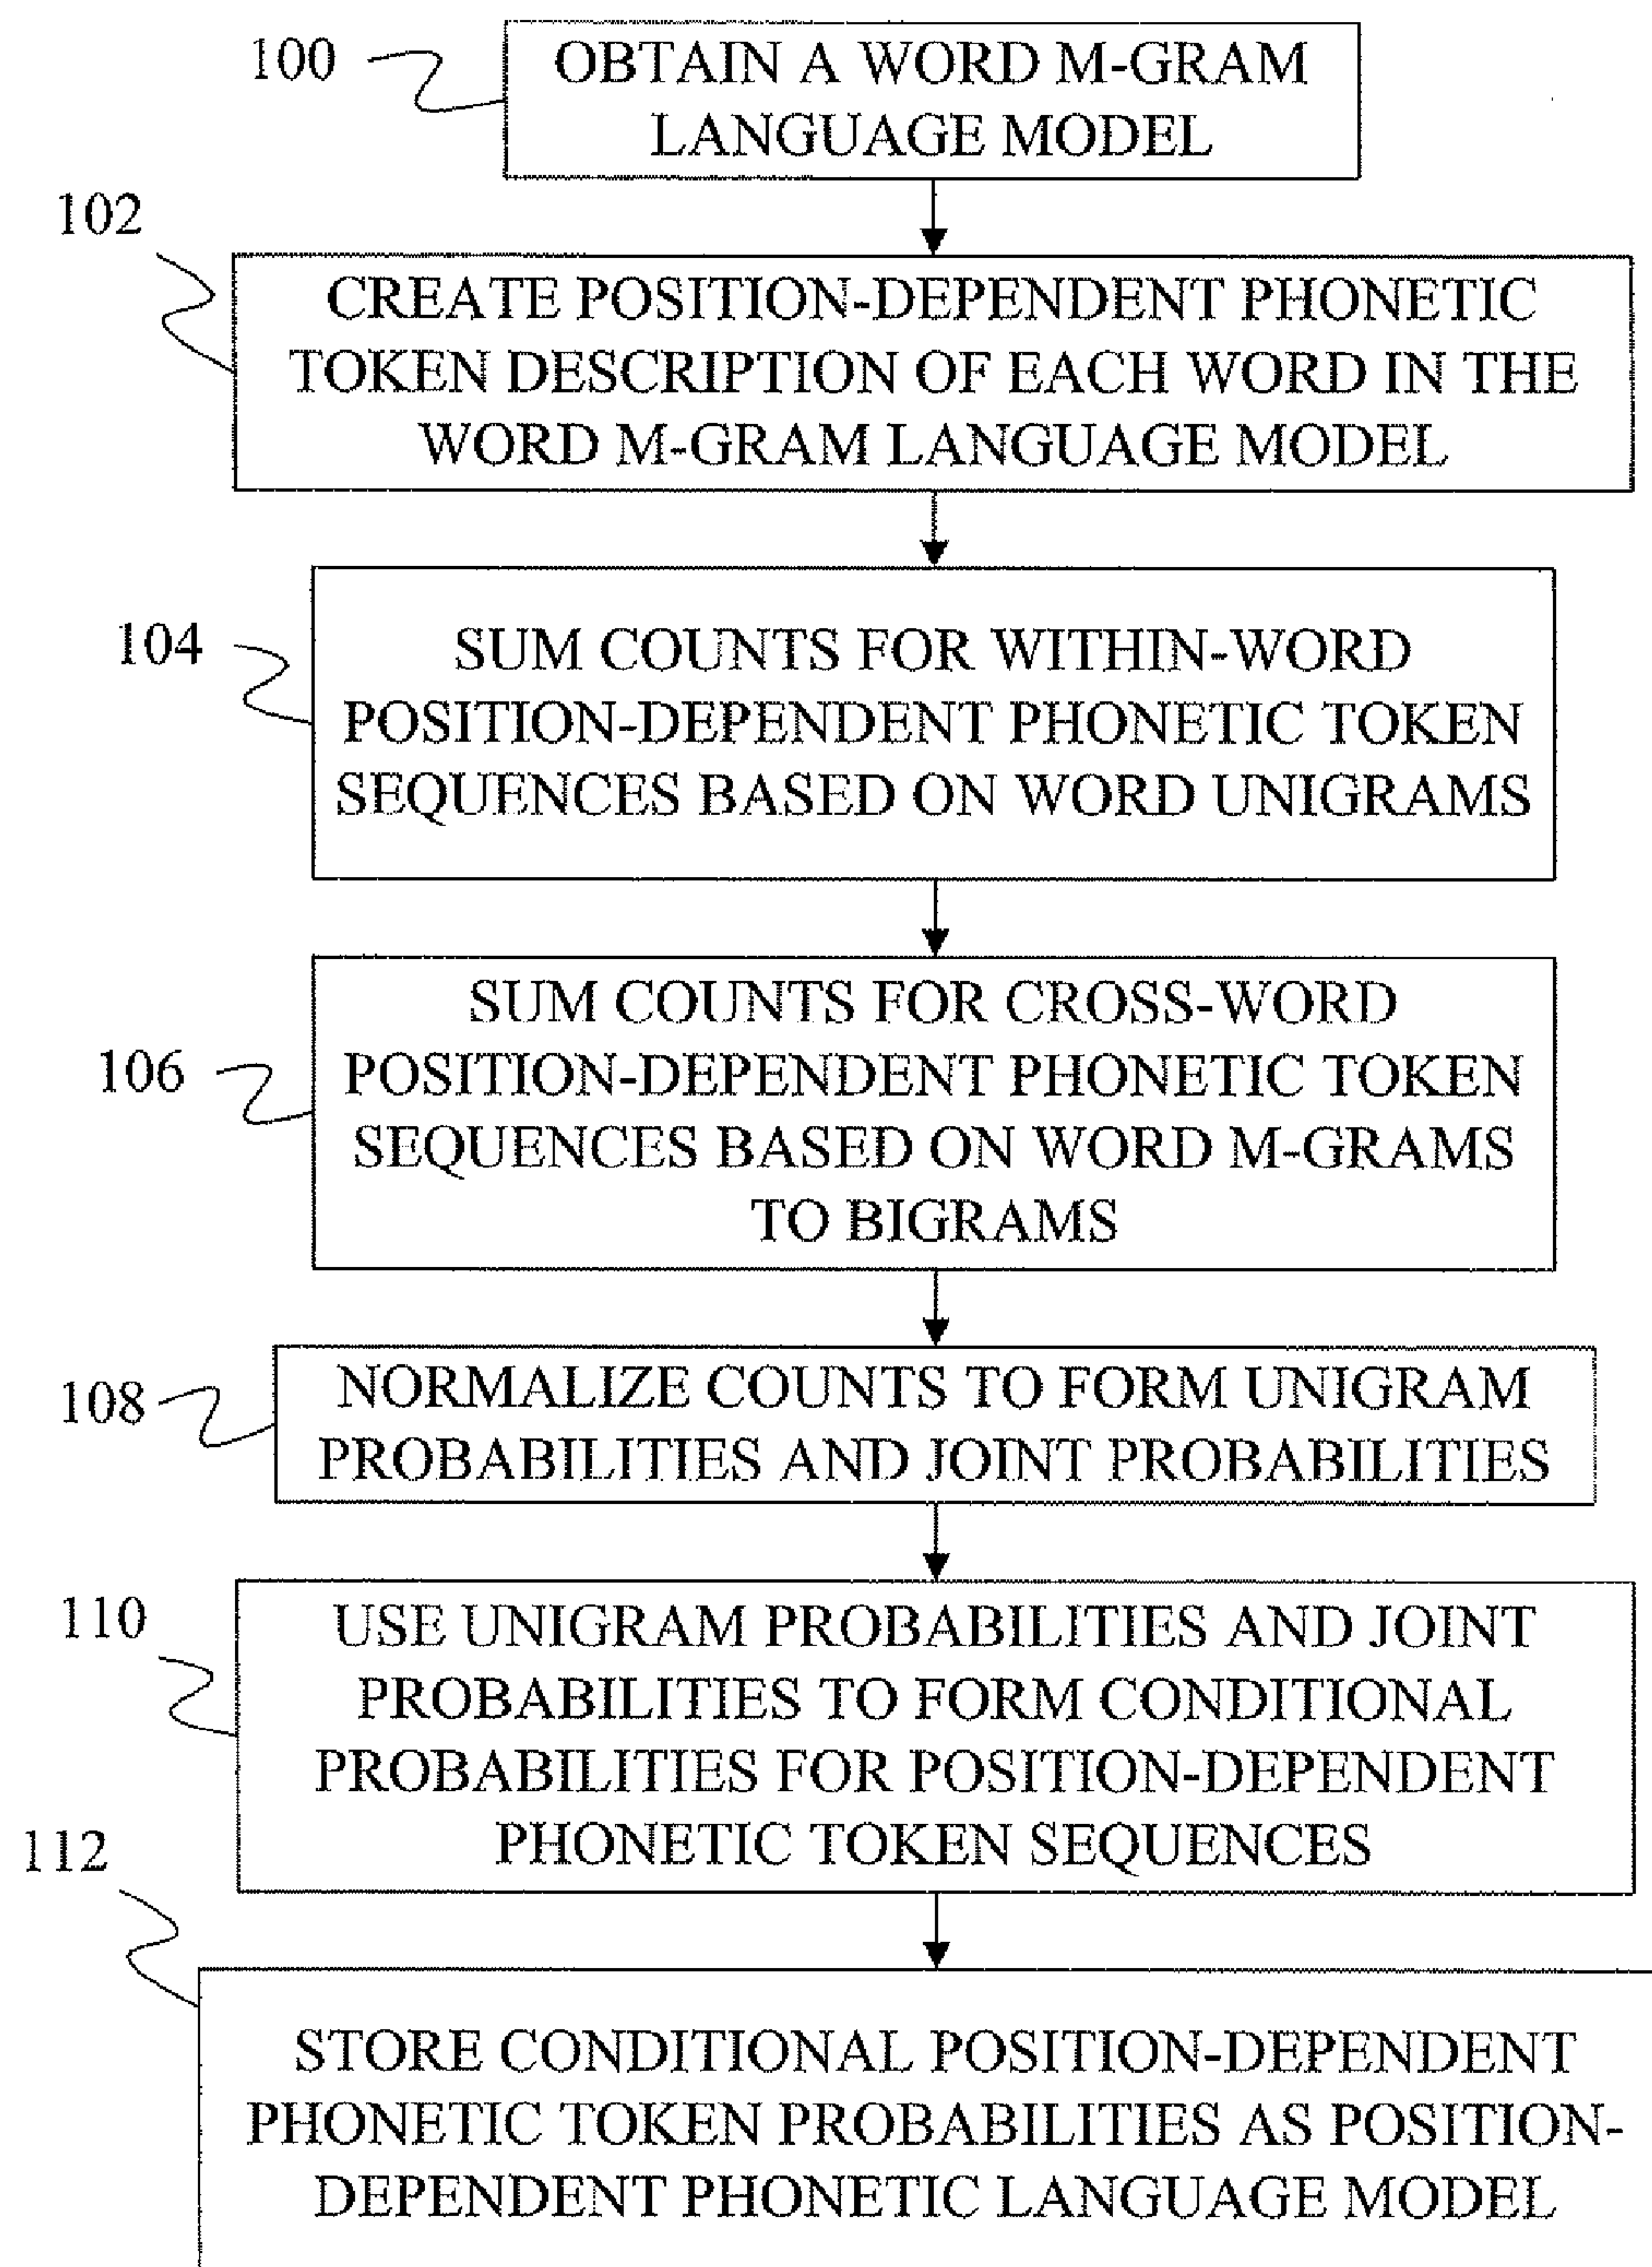 100
OBTAIN A WORD M-GRAM
LANGUAGE MODEL
102
CREATE POSITION-DEPENDENT PHONETIC
TOKEN DESCRIPTION OF EACH WORD IN THE
WORD M-GRAM LANGUAGE MODEL
104
SUM COUNTS FOR WITHIN-WORD
POSITION-DEPENDENT PHONETIC TOKEN
SEQUENCES BASED ON WORD UNIGRAMS
106
SUM COUNTS FOR CROSS-WORD
POSITION-DEPENDENT PHONETIC TOKEN
SEQUENCES BASED ON WORD M-GRAMS
TO BIGRAMS
108
NORMALIZE COUNTS TO FORM UNIGRAM
PROBABILITIES AND JOINT PROBABILITIES
110
USE UNIGRAM PROBABILITIES AND JOINT
PROBABILITIES TO FORM CONDITIONAL
PROBABILITIES FOR POSITION-DEPENDENT
PHONETIC TOKEN SEQUENCES
112
STORE CONDITIONAL POSITION-DEPENDENT
PHONETIC TOKEN PROBABILITIES AS POSITION-
DEPENDENT PHONETIC LANGUAGE MODEL